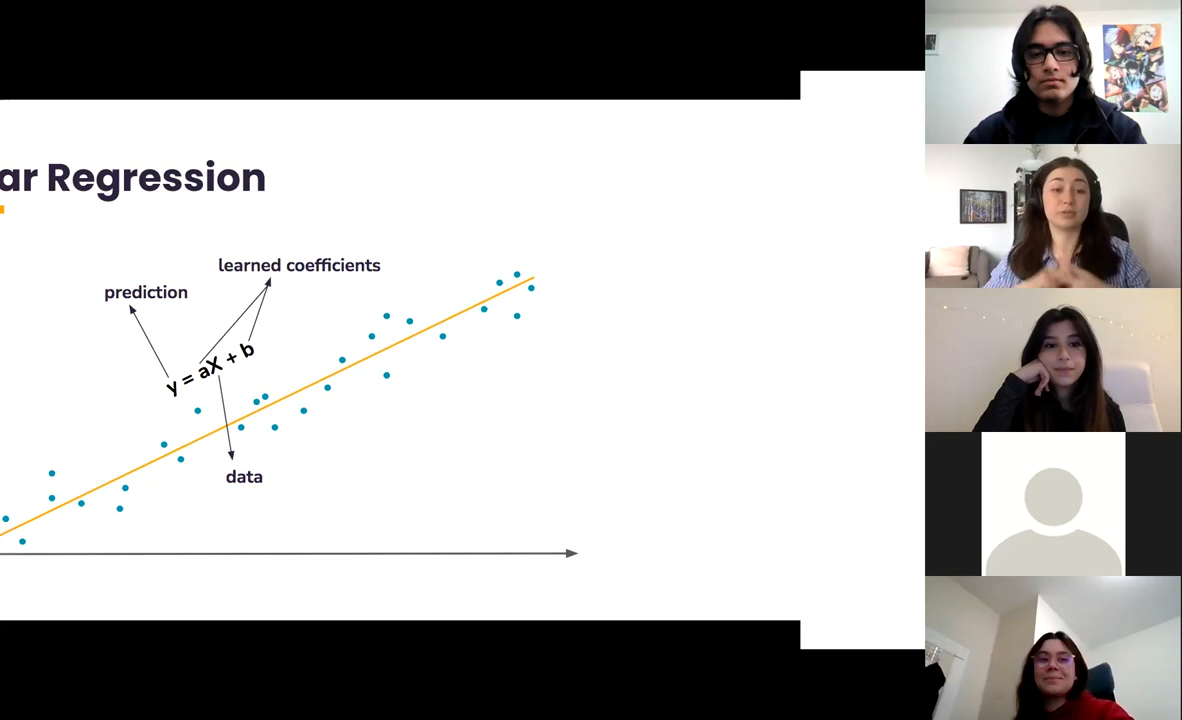 ar Regression
learned coefficients
prediction
y = aX + b
data